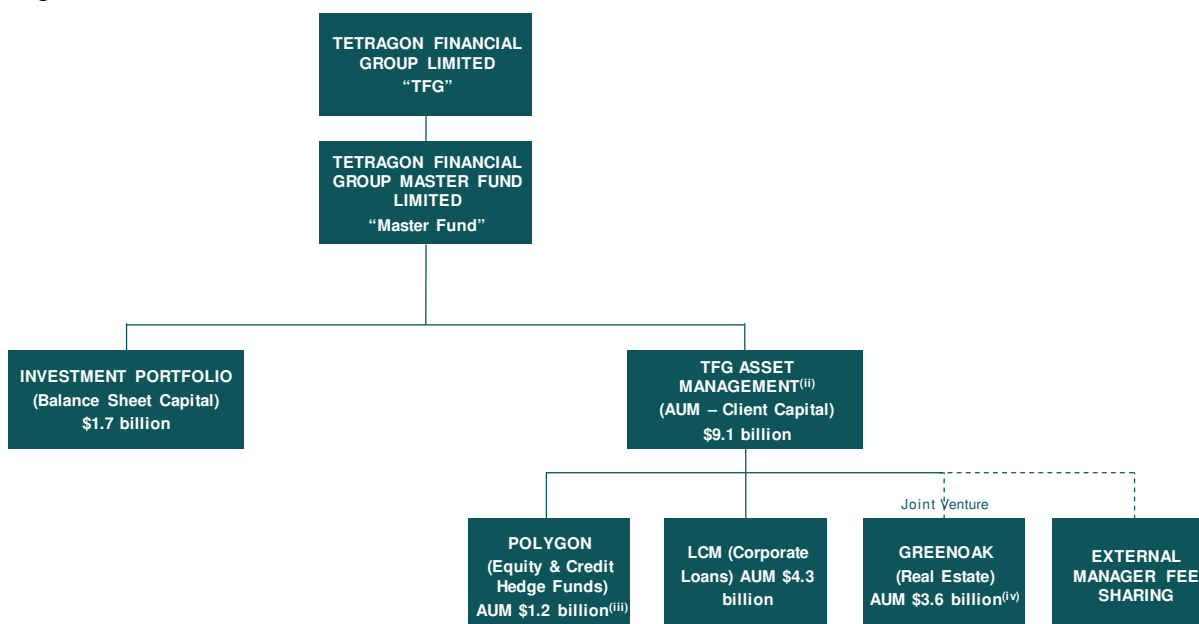 TETRAGON FINANCIAL
GROUP LIMITED
“TFG”
TETRAGON FINANCIAL
GROUP MASTER FUND
LIMITED
“Master Fund”
INVESTMENT PORTFOLIO
(Balance Sheet Capital)
$1.7 billion
TFG ASSET
MANAGEMENT(ii)
(AUM – Client Capital)
$9.1 billion
Joint Venture
POLYGON
(Equity & Credit
Hedge Funds)
AUM $1.2 billion(iii)
LCM (Corporate
Loans) AUM $4.3
billion
GREENOAK
(Real Estate)
AUM $3.6 billion(iv)
EXTERNAL
MANAGER FEE
SHARING